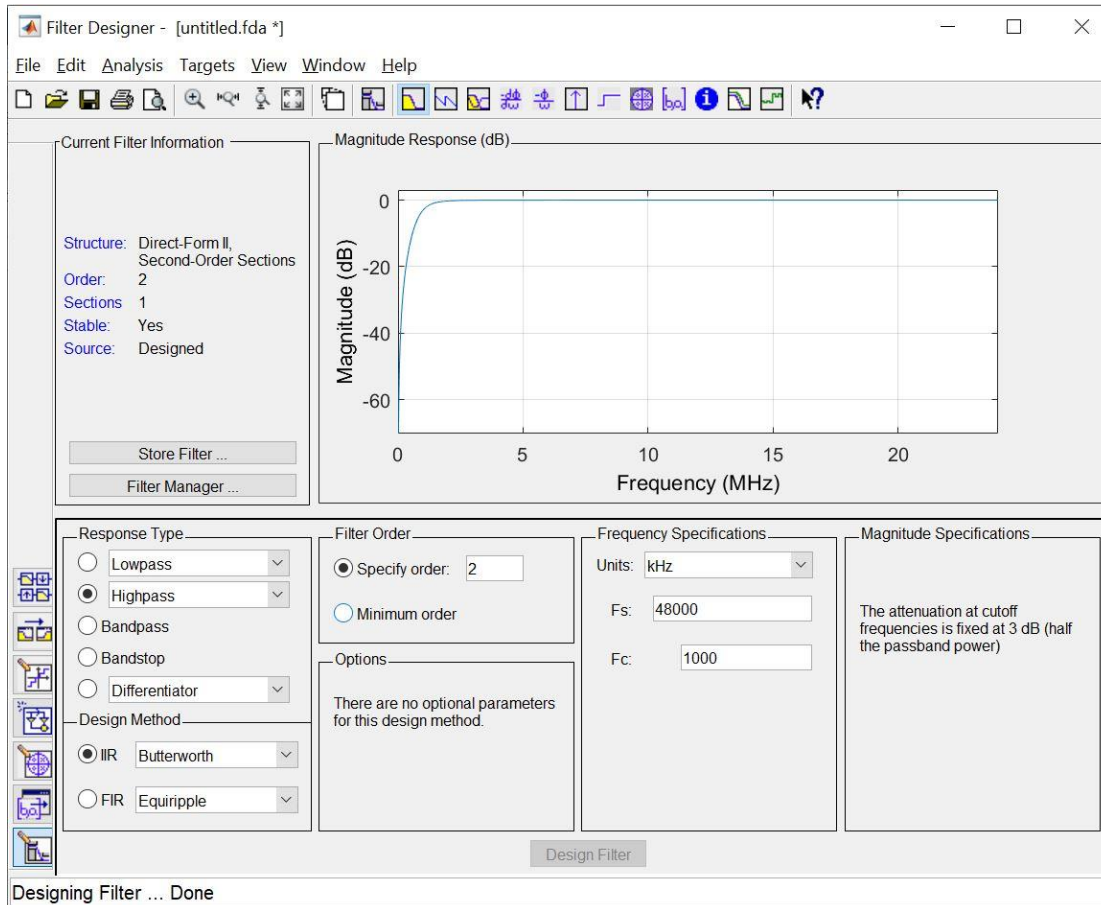 Filter Designer - [untitled.fda *]
File Edit Analysis Targets View Window Help
Current Filter Information
Structure: Direct-Form II,
Second-Order Sections
Order: 2
Sections 1
Stable: Yes
Source: Designed
Store Filter ...
Filter Manager ...
Magnitude Response (dB)
Magnitude (dB)
0
-20
-40
-60
0 5 10 15 20
Frequency (MHz)
Response Type
Lowpass
Highpass
Bandpass
Bandstop
Differentiator
Design Method
IIR Butterworth
FIR Equiripple
Filter Order
Specify order: 2
Minimum order
Options
There are no optional parameters
for this design method.
Frequency Specifications
Units: kHz
Fs: 48000
Fc: 1000
Magnitude Specifications
The attenuation at cutoff
frequencies is fixed at 3 dB (half
the passband power)
Design Filter
Designing Filter ... Done